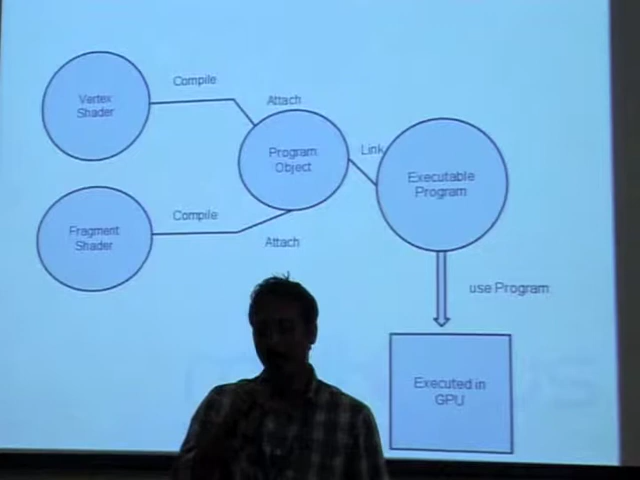 Compile
Vertex
Shader
Attach
Program
Object
Link
Executable
Program
Compile
Fragment
Shader
Attach
use Program
Executed in
GPU